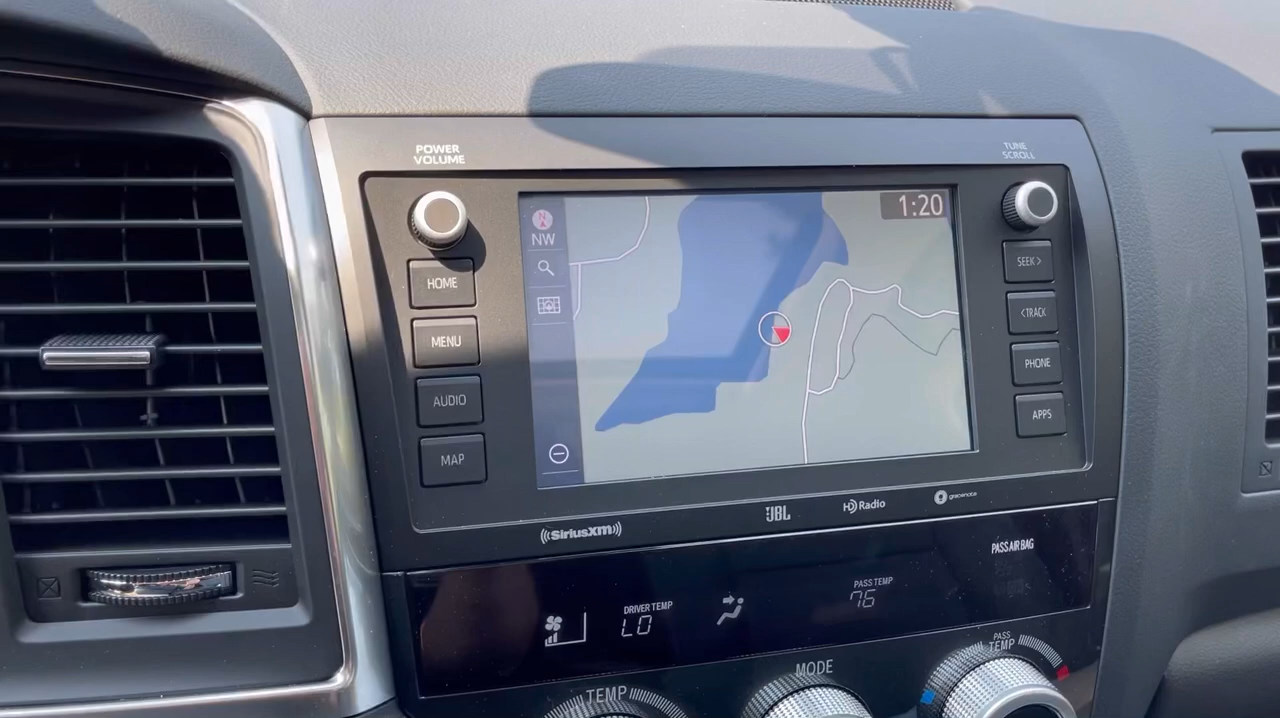 POWER
VOLUME
TUNE
SCROLL
N
NW
1:20
HOME
MENU
AUDIO
MAP
SEEK >
< TRACK
PHONE
APPS
SiriusXM
JBL
HD Radio
gracenote
PASS AIR BAG
DRIVER TEMP
LO
PASS TEMP
76
TEMP
MODE
PASS
TEMP